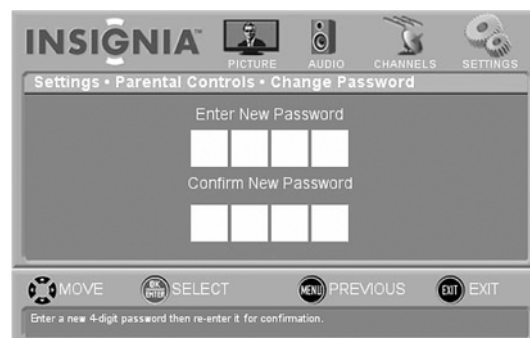 INSIGNIA™
PICTURE AUDIO CHANNELS SETTINGS
Settings • Parental Controls • Change Password
Enter New Password
Confirm New Password
MOVE OK ENTER SELECT MENU PREVIOUS EXIT EXIT
Enter a new 4-digit password then re-enter it for confirmation.